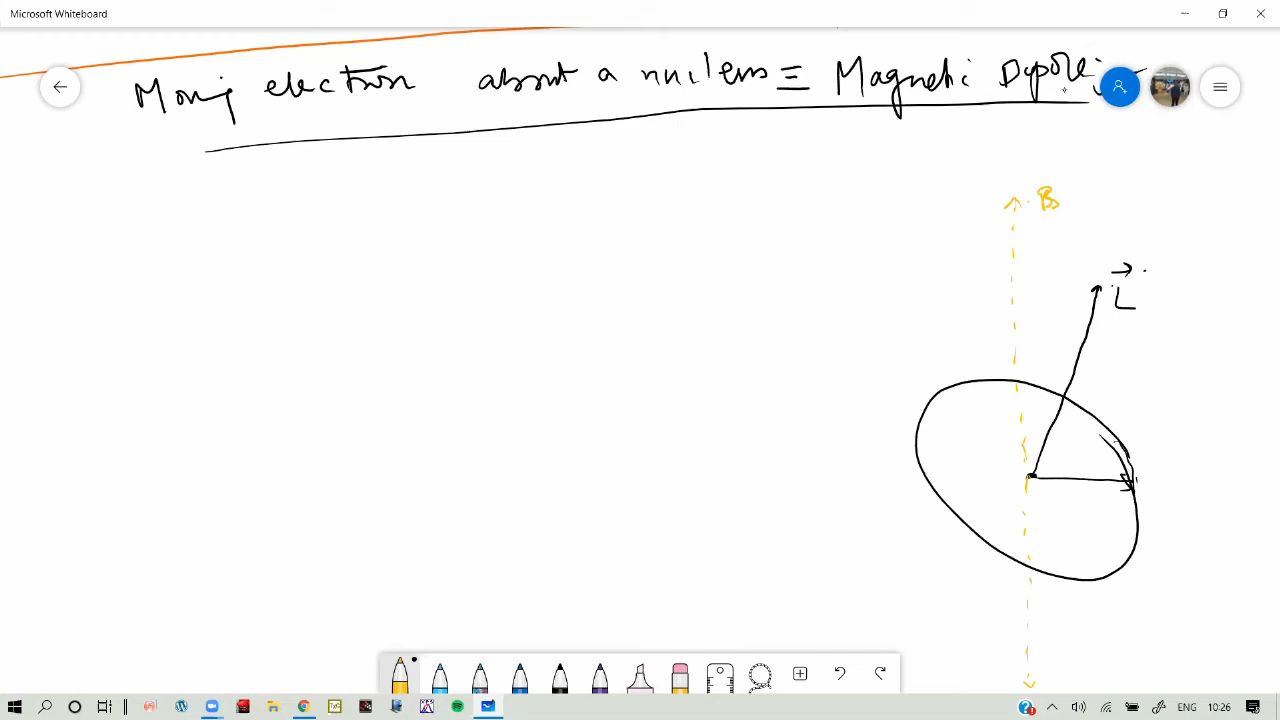 Microsoft Whiteboard
Moving electron about a nucleus ≡ Magnetic Dipole
B
L
ENG 10:26